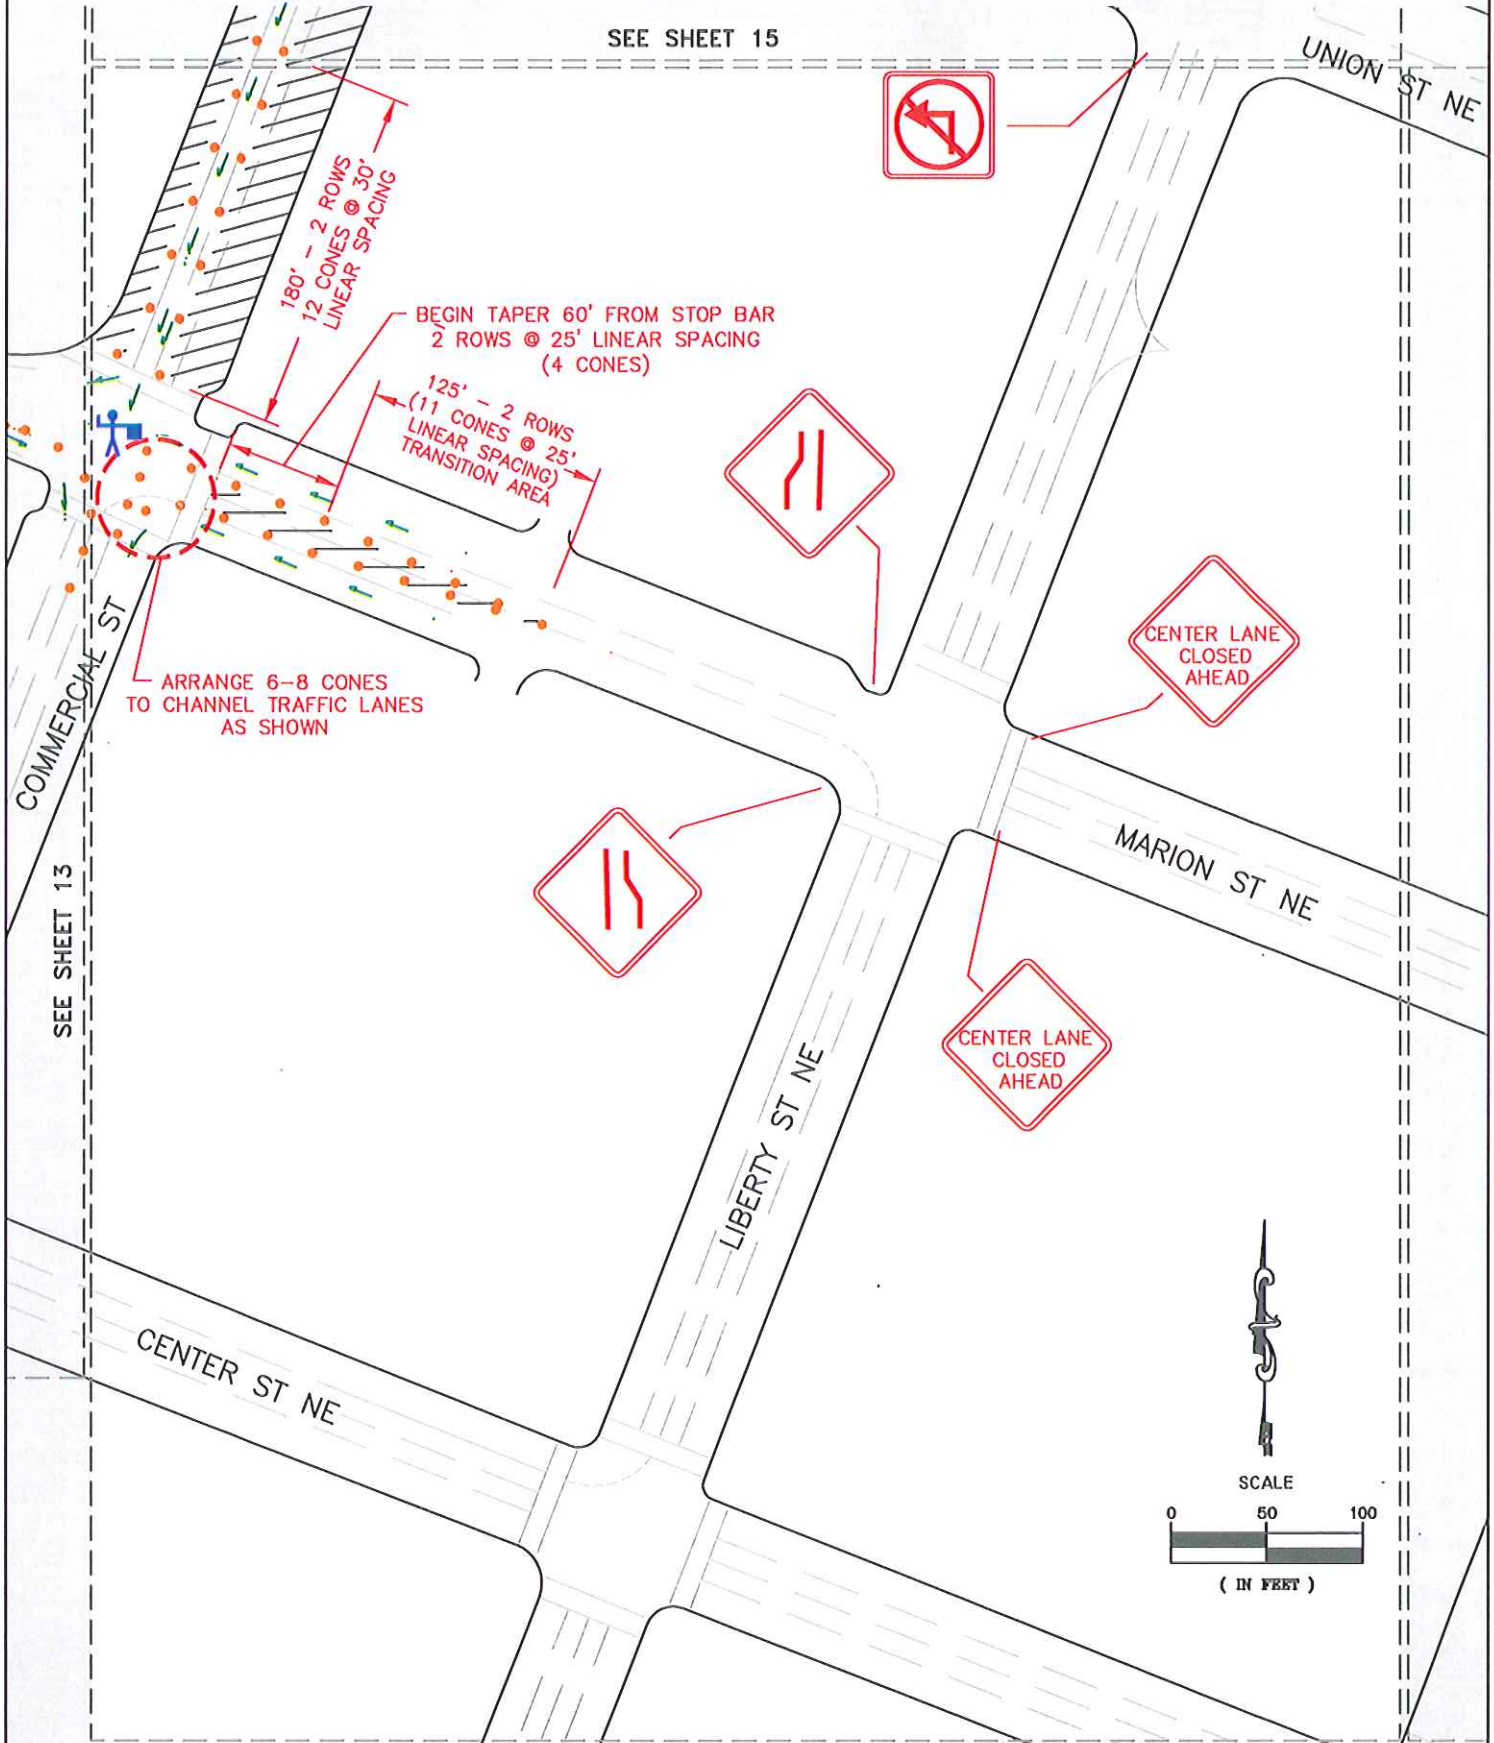 SEE SHEET 15
UNION ST NE
180' - 2 ROWS
12 CONES @ 30'
LINEAR SPACING
BEGIN TAPER 60' FROM STOP BAR
2 ROWS @ 25' LINEAR SPACING
(4 CONES)
125' - 2 ROWS
(11 CONES @ 25'
LINEAR SPACING)
TRANSITION AREA
CENTER LANE
CLOSED
AHEAD
ARRANGE 6-8 CONES
TO CHANNEL TRAFFIC LANES
AS SHOWN
COMMERCIAL ST
MARION ST NE
SEE SHEET 13
CENTER LANE
CLOSED
AHEAD
LIBERTY ST NE
CENTER ST NE
SCALE
0 50 100
( IN FEET )